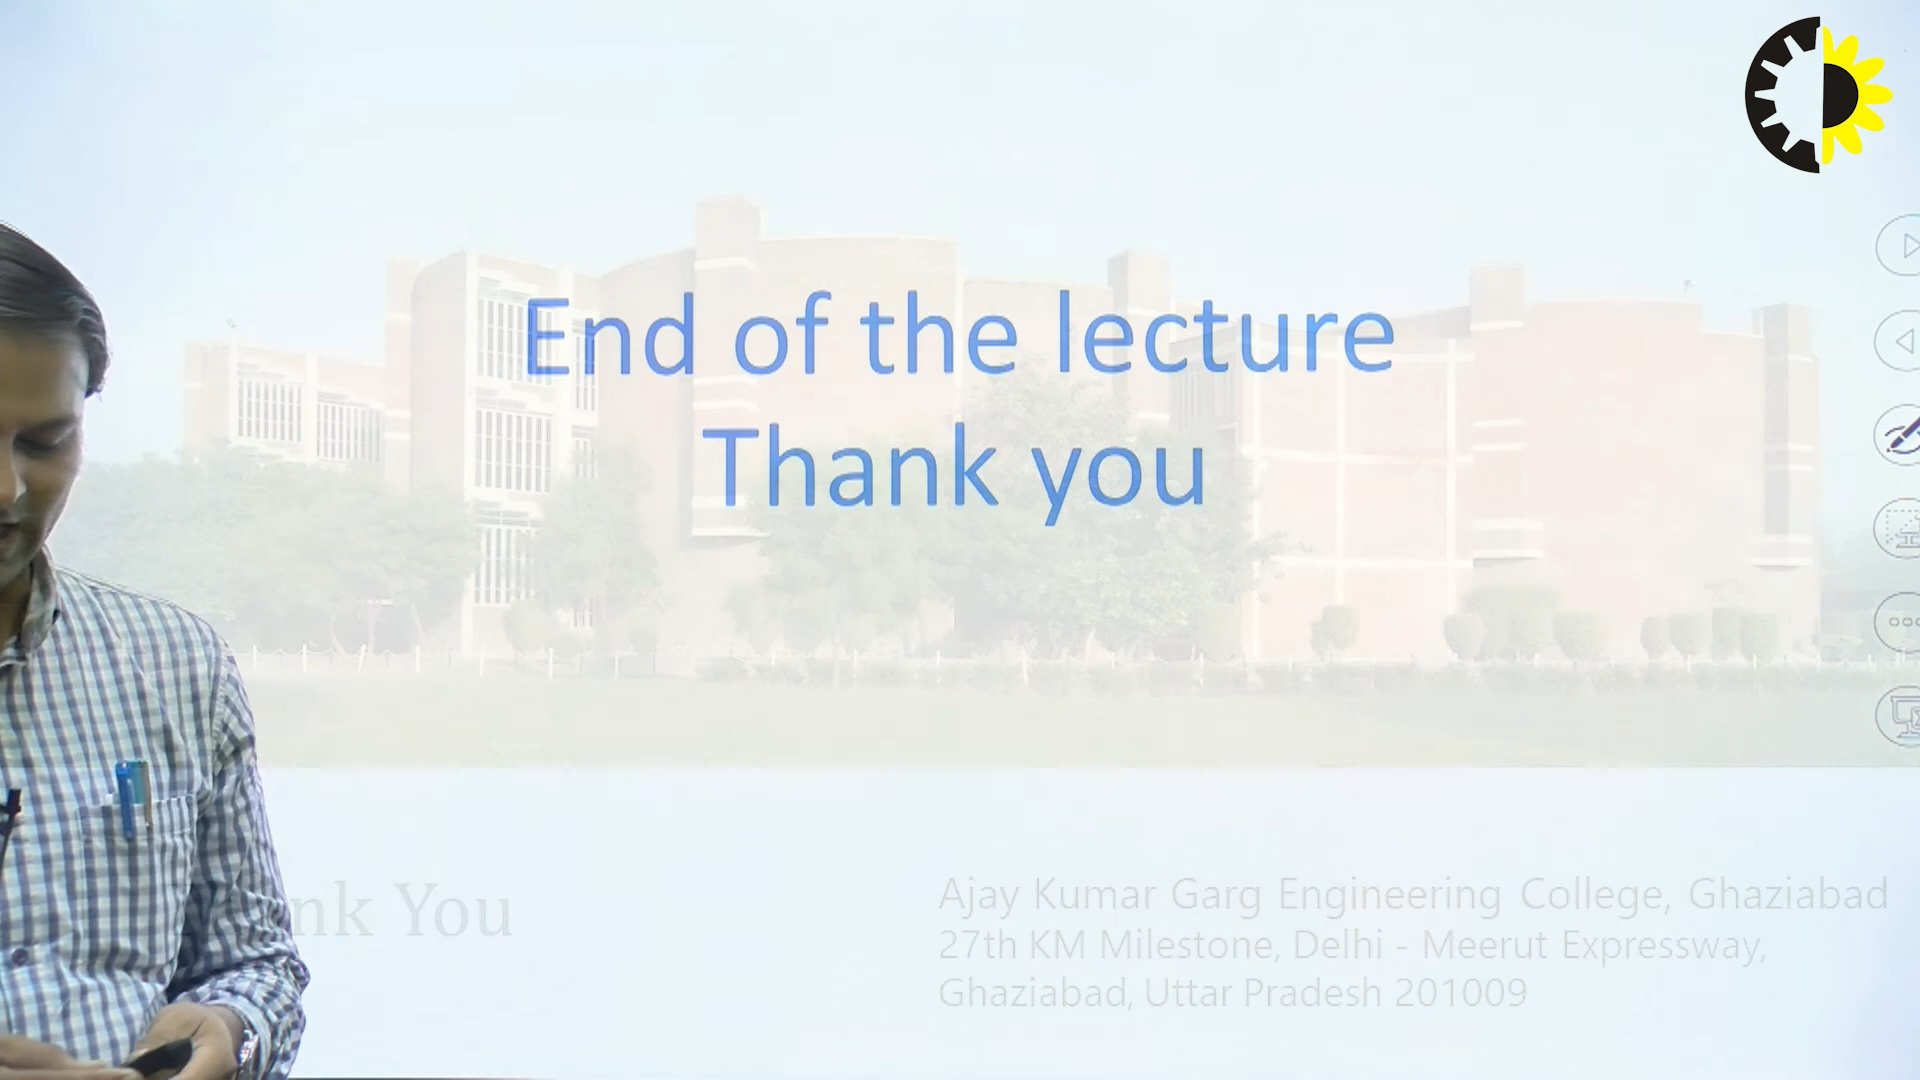 End of the lecture
Thank you
nk You
Ajay Kumar Garg Engineering College, Ghaziabad
27th KM Milestone, Delhi - Meerut Expressway,
Ghaziabad, Uttar Pradesh 201009